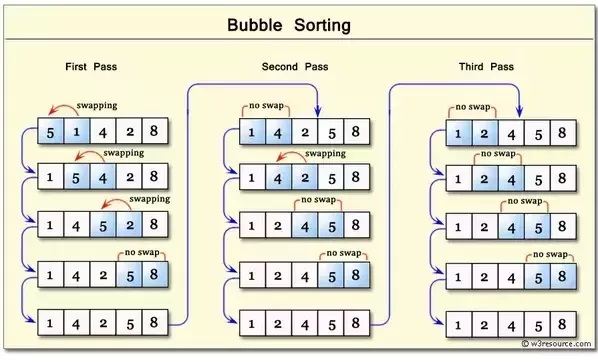 Bubble Sorting
First Pass
swapping
5 1 4 2 8
swapping
1 5 4 2 8
swapping
1 4 5 2 8
no swap
1 4 2 5 8
1 4 2 5 8
Second Pass
no swap
1 4 2 5 8
swapping
1 4 2 5 8
no swap
1 2 4 5 8
no swap
1 2 4 5 8
1 2 4 5 8
Third Pass
no swap
1 2 4 5 8
no swap
1 2 4 5 8
no swap
1 2 4 5 8
no swap
1 2 4 5 8
1 2 4 5 8
© w3resource.com